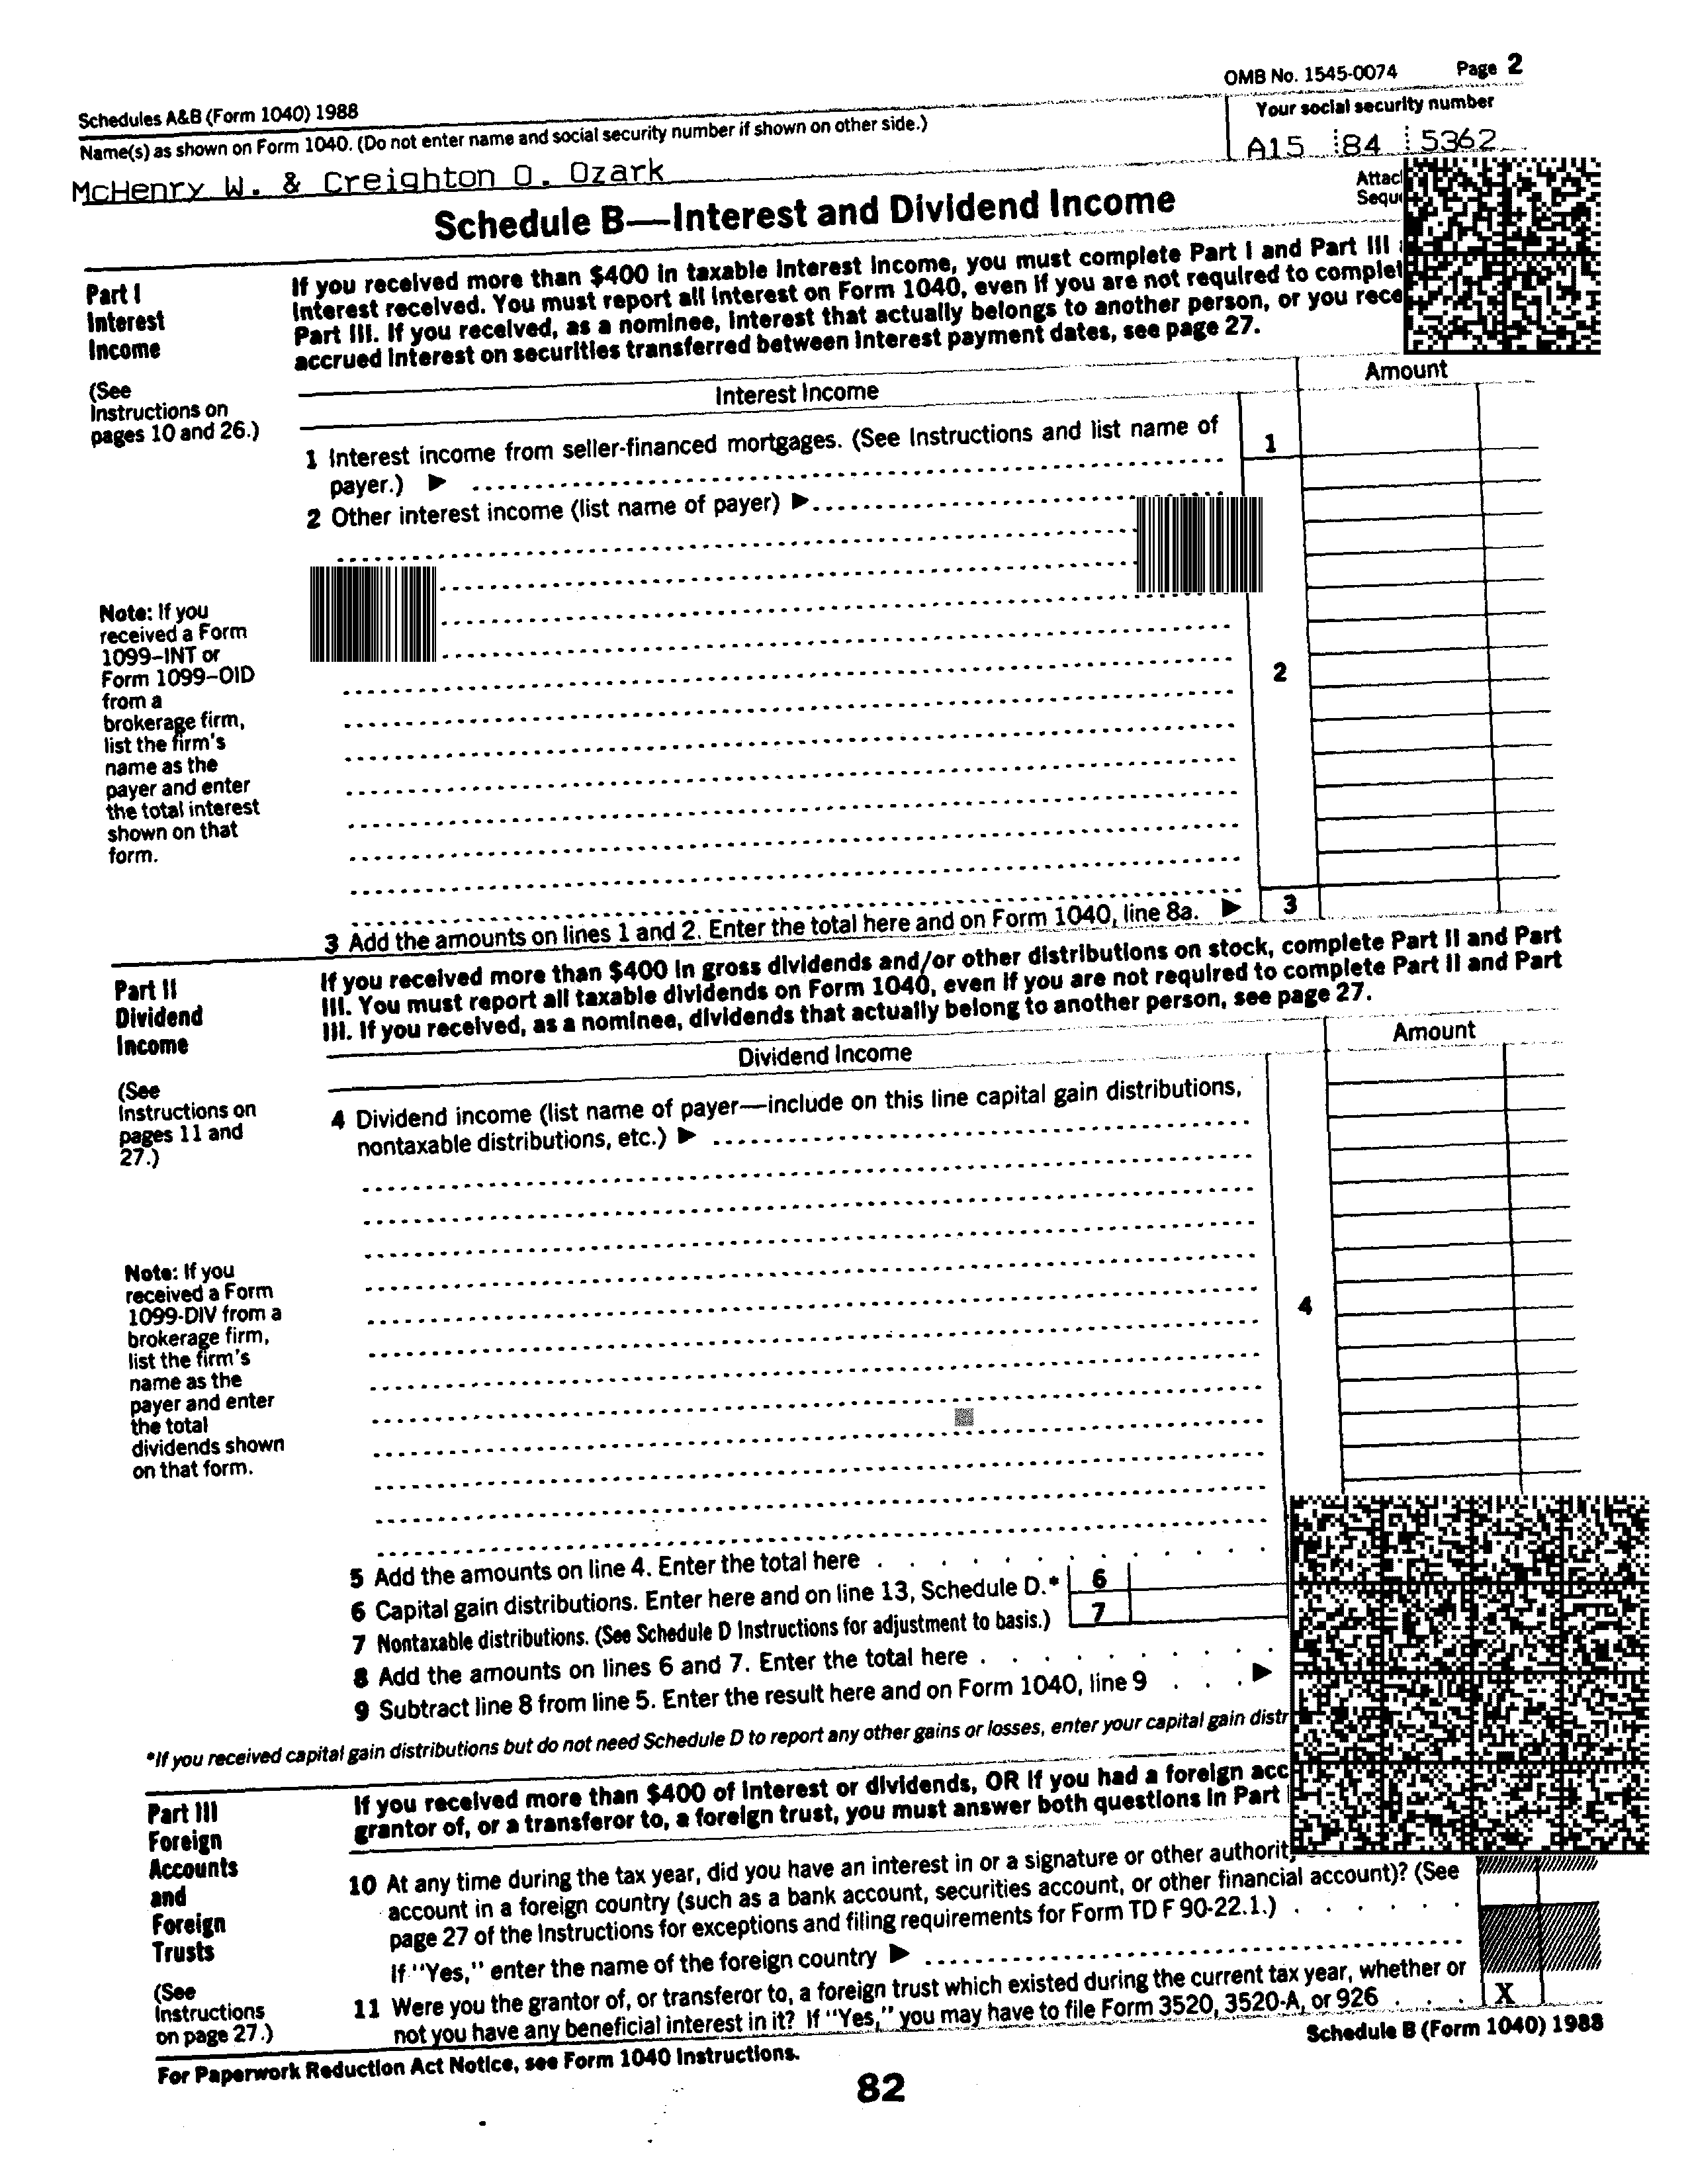 OMB No. 1545-0074 Page 2
Schedules A&B (Form 1040) 1988
Name(s) as shown on Form 1040. (Do not enter name and social security number if shown on other side.)
Your social security number
McHenry W. & Creighton O. Ozark
A15 84 5362
Schedule B—Interest and Dividend Income
Part I
Interest
Income
(See
Instructions on
pages 10 and 26.)
If you received more than $400 in taxable interest income, you must complete Part I and Part III
interest received. You must report all interest on Form 1040, even if you are not required to
Part III. If you received, as a nominee, interest that actually belongs to another person, or you
accrued interest on securities transferred between interest payment dates, see page 27.
Interest Income
Amount
1 Interest income from seller-financed mortgages. (See Instructions and list name of
payer.) ▶
1
2 Other interest income (list name of payer) ▶
Note: If you
received a Form
1099–INT or
Form 1099–OID
from a
brokerage firm,
list the firm's
name as the
payer and enter
the total interest
shown on that
form.
2
3 Add the amounts on lines 1 and 2. Enter the total here and on Form 1040, line 8a. ▶ 3
Part II
Dividend
Income
(See
Instructions on
pages 11 and
27.)
If you received more than $400 in gross dividends and/or other distributions on stock, complete Part II and Part
III. You must report all taxable dividends on Form 1040, even if you are not required to complete Part II and Part
III. If you received, as a nominee, dividends that actually belong to another person, see page 27.
Dividend Income
Amount
4 Dividend income (list name of payer—include on this line capital gain distributions,
nontaxable distributions, etc.) ▶
Note: If you
received a Form
1099-DIV from a
brokerage firm,
list the firm's
name as the
payer and enter
the total
dividends shown
on that form.
4
5 Add the amounts on line 4. Enter the total here
6 Capital gain distributions. Enter here and on line 13, Schedule D.* 6
7 Nontaxable distributions. (See Schedule D Instructions for adjustment to basis.) 7
8 Add the amounts on lines 6 and 7. Enter the total here
9 Subtract line 8 from line 5. Enter the result here and on Form 1040, line 9 ▶
*If you received capital gain distributions but do not need Schedule D to report any other gains or losses, enter your capital gain
Part III
Foreign
Accounts
and
Foreign
Trusts
(See
Instructions
on page 27.)
If you received more than $400 of interest or dividends, OR if you had a foreign
grantor of, or a transferor to, a foreign trust, you must answer both questions in Part
10 At any time during the tax year, did you have an interest in or a signature or other
account in a foreign country (such as a bank account, securities account, or other financial account)? (See
page 27 of the Instructions for exceptions and filing requirements for Form TD F 90-22.1.)
If "Yes," enter the name of the foreign country ▶
11 Were you the grantor of, or transferor to, a foreign trust which existed during the current tax year, whether or
not you have any beneficial interest in it? If "Yes," you may have to file Form 3520, 3520-A, or 926 X
For Paperwork Reduction Act Notice, see Form 1040 Instructions.
Schedule B (Form 1040) 1988
82